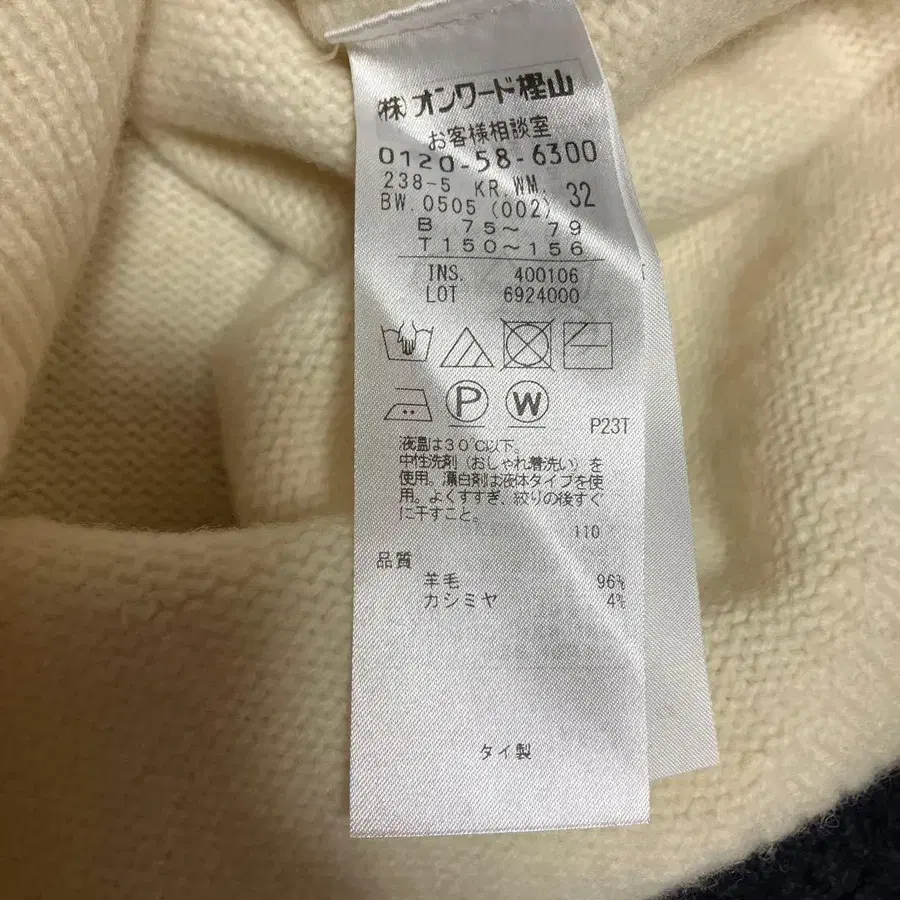 ㈱オンワード樫山
お客様相談室
0120-58-6300
238-5 KR.WM. 32
BW.0505 (002)
B 75～ 79
T150～156
INS. 400106
LOT 6924000
P W
P23T
液温は30℃以下。
中性洗剤（おしゃれ着洗い）を
使用。漂白剤は液体タイプを使
用。よくすすぎ、絞りの後すぐ
に干すこと。
110
品質
羊毛 96%
カシミヤ 4%
タイ製